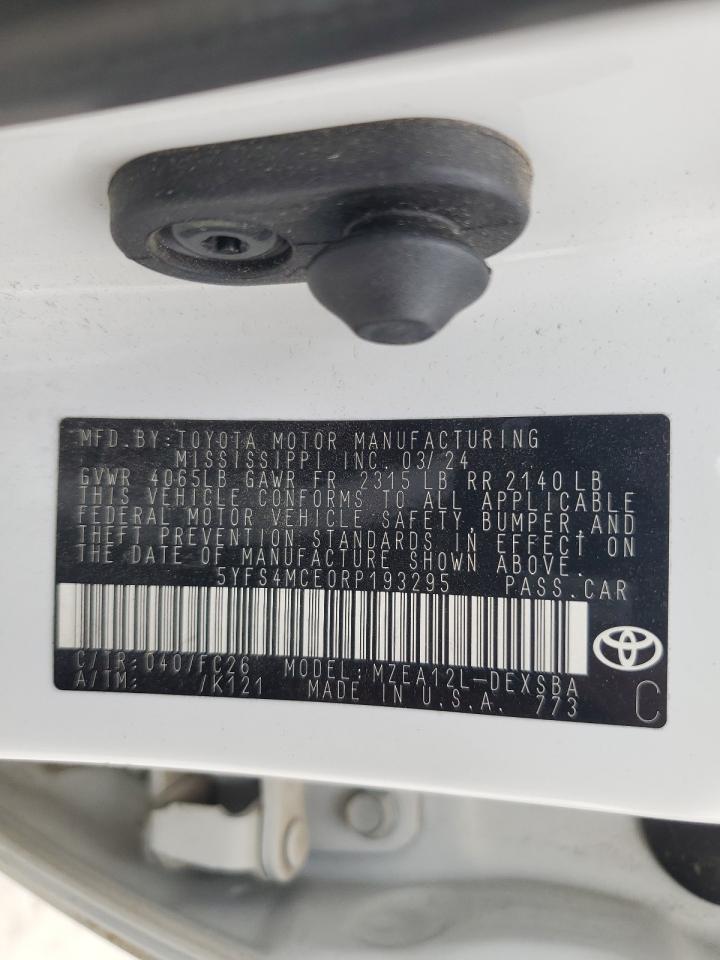 MFD.BY:TOYOTA MOTOR MANUFACTURING
MISSISSIPPI INC. 03/24
GVWR 4065LB GAWR FR 2315 LB RR 2140 LB
THIS VEHICLE CONFORMS TO ALL APPLICABLE
FEDERAL MOTOR VEHICLE SAFETY, BUMPER, AND
THEFT PREVENTION STANDARDS IN EFFECT ON
THE DATE OF MANUFACTURE SHOWN ABOVE.
5YFS4MCE0RP193295 PASS.CAR
C/TR: 040/FC26 MODEL: MZEA12L-DEXSBA
A/TM: /K121 MADE IN U.S.A. 773
C